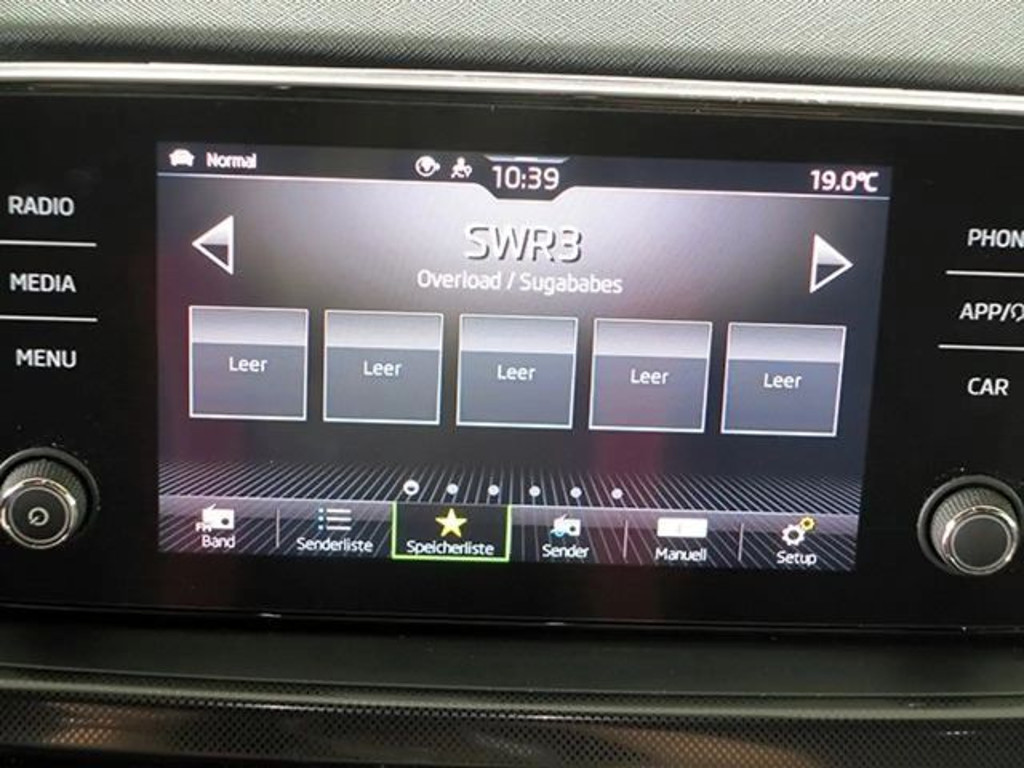 Normal
10:39
19.0°C
RADIO
MEDIA
MENU
SWR3
Overload / Sugababes
Leer
Leer
Leer
Leer
Leer
FM
Band
Senderliste
Speicherliste
Sender
Manuell
Setup
PHON
APP/
CAR